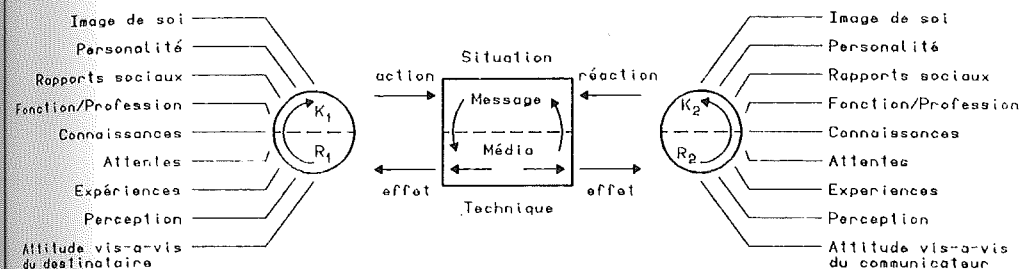 Image de soi
Personalité
Rapports sociaux
Fonction/Profession
Connaissances
Attentes
Expériences
Perception
Attitude vis-a-vis
du destinataire
K1
R1
action
effet
Situation
Message
Média
Technique
réaction
effet
K2
R2
Image de soi
Personalité
Rapports sociaux
Fonction/Profession
Connaissances
Attentes
Experiences
Perception
Attitude vis-a-vis
du communicateur